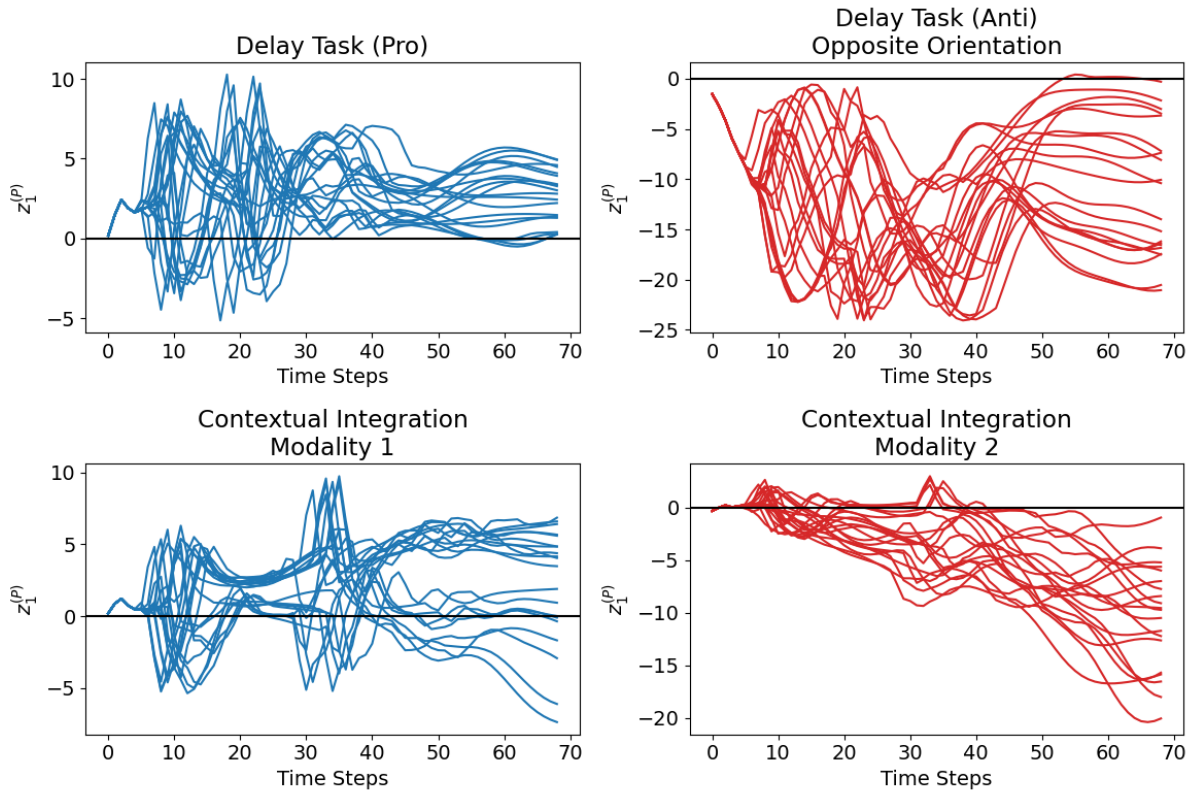 Delay Task (Pro)
10
5
0
−5
z₁⁽ᴾ⁾
0 10 20 30 40 50 60 70
Time Steps
Delay Task (Anti)
Opposite Orientation
0
−5
−10
−15
−20
−25
z₁⁽ᴾ⁾
0 10 20 30 40 50 60 70
Time Steps
Contextual Integration
Modality 1
10
5
0
−5
z₁⁽ᴾ⁾
0 10 20 30 40 50 60 70
Time Steps
Contextual Integration
Modality 2
0
−5
−10
−15
−20
z₁⁽ᴾ⁾
0 10 20 30 40 50 60 70
Time Steps